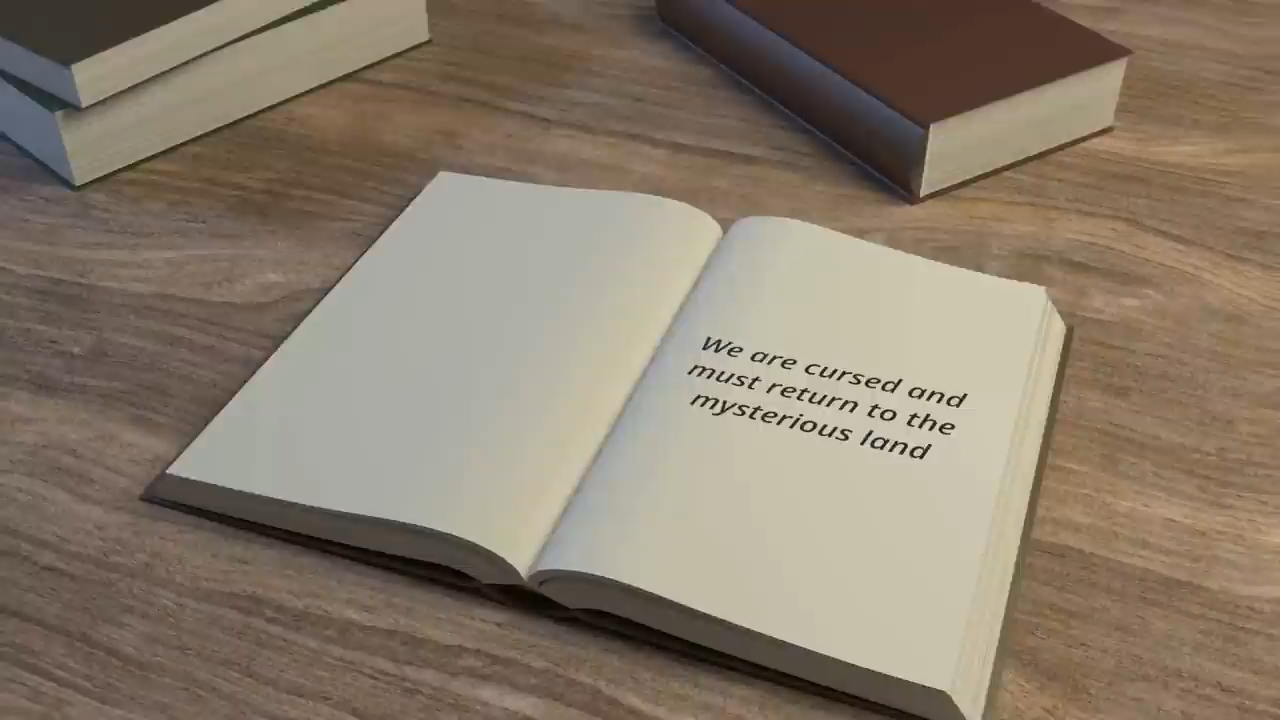 We are cursed and
must return to the
mysterious land